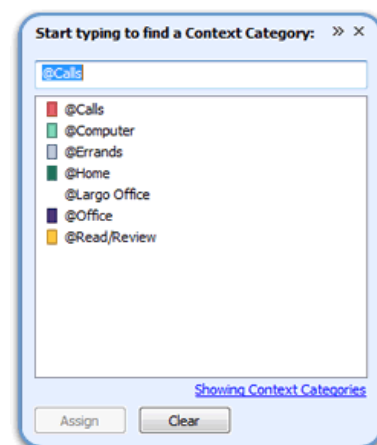 Start typing to find a Context Category:
@Calls
@Calls
@Computer
@Errands
@Home
@Largo Office
@Office
@Read/Review
Showing Context Categories
Assign Clear